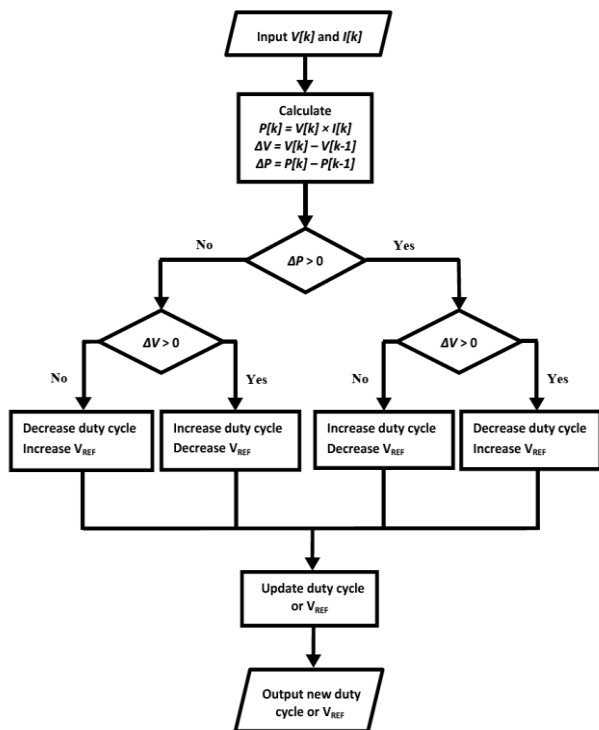 Input V[k] and I[k]
Calculate
P[k] = V[k] × I[k]
ΔV = V[k] – V[k-1]
ΔP = P[k] – P[k-1]
No
Yes
ΔP > 0
ΔV > 0
ΔV > 0
No
Yes
No
Yes
Decrease duty cycle
Increase VREF
Increase duty cycle
Decrease VREF
Increase duty cycle
Decrease VREF
Decrease duty cycle
Increase VREF
Update duty cycle
or VREF
Output new duty
cycle or VREF